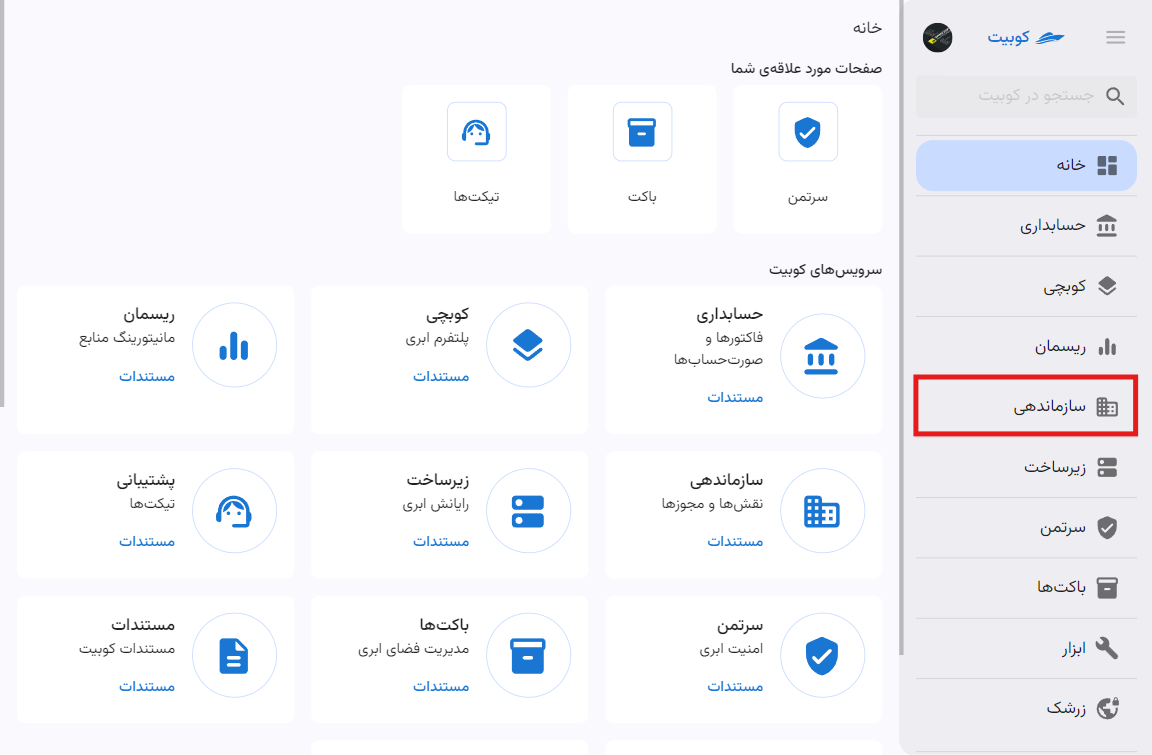 کوبیت
جستجو در کوبیت
خانه
حسابداری
کوبچی
ریسمان
سازماندهی
زیرساخت
سرتمن
باکت‌ها
ابزار
زرشک
خانه
صفحات مورد علاقه‌ی شما
سرتمن
باکت
تیکت‌ها
سرویس‌های کوبیت
حسابداری
فاکتورها و
صورت‌حساب‌ها
مستندات
کوبچی
پلتفرم ابری
مستندات
ریسمان
مانیتورینگ منابع
مستندات
سازماندهی
نقش‌ها و مجوزها
مستندات
زیرساخت
رایانش ابری
مستندات
پشتیبانی
تیکت‌ها
مستندات
سرتمن
امنیت ابری
مستندات
باکت‌ها
مدیریت فضای ابری
مستندات
مستندات
مستندات کوبیت
مستندات